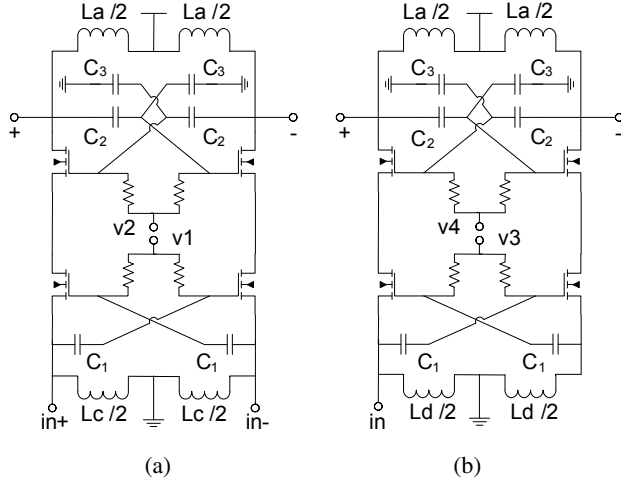 La /2 La /2 La /2 La /2
C₃ C₃ C₃ C₃
+ - + -
C₂ C₂ C₂ C₂
v2 v1 v4 v3
C₁ C₁ C₁ C₁
in+ Lc/2 Lc/2 in- in Ld /2 Ld /2
(a) (b)